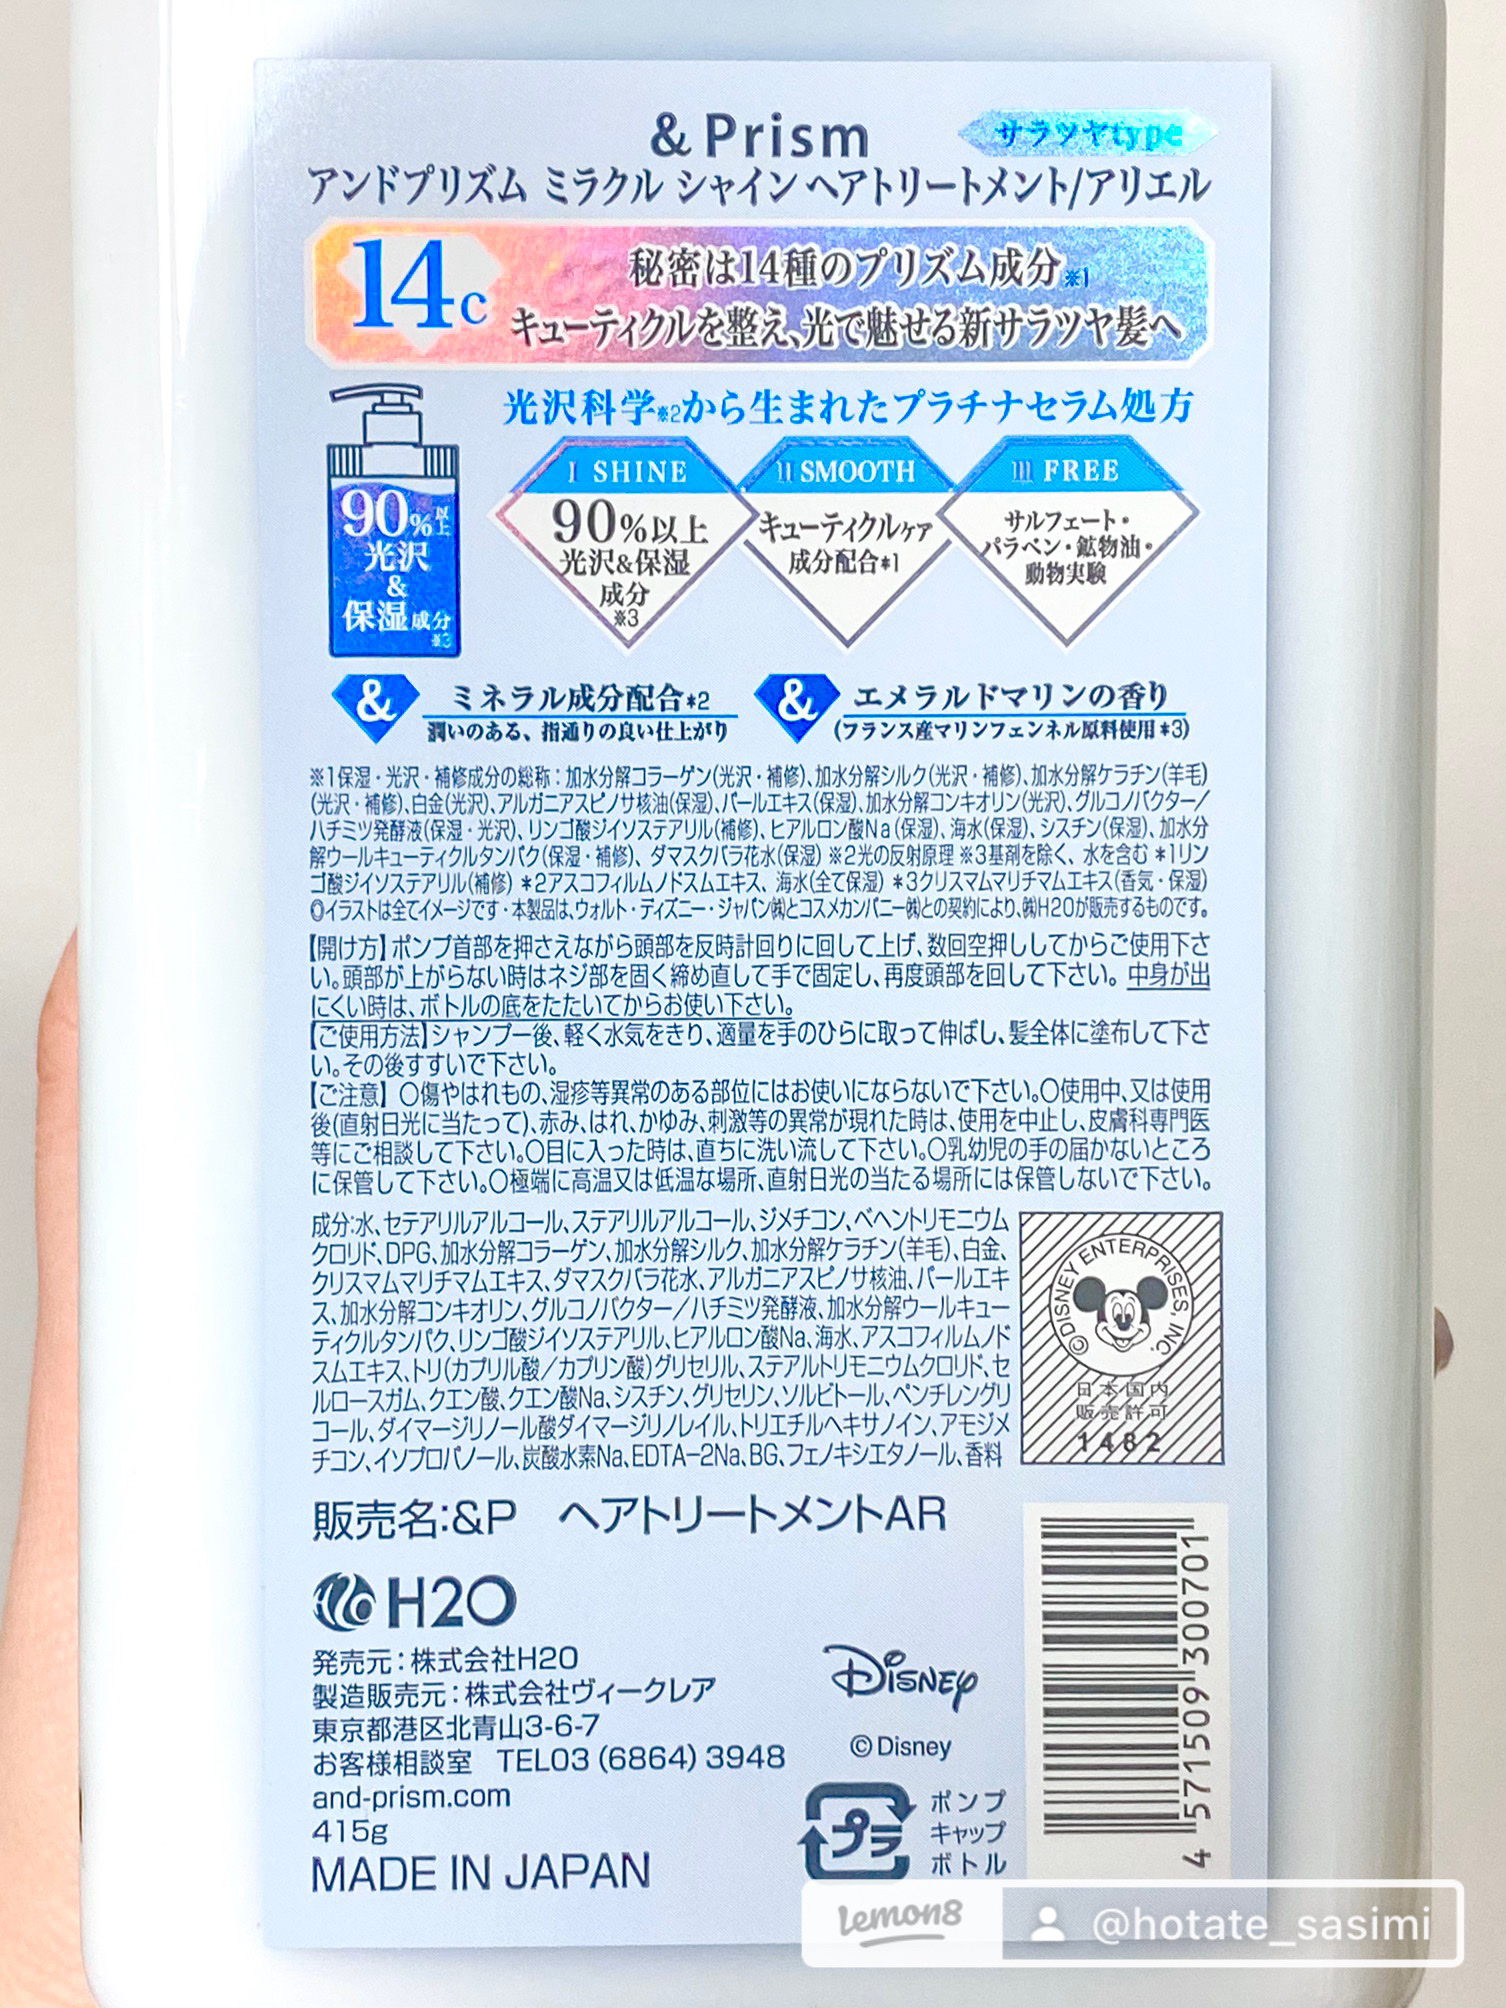 & Prism
サラツヤtype
アンドプリズム ミラクル シャイン ヘアトリートメント/アリエル
14c
秘密は14種のプリズム成分※1
キューティクルを整え、光で魅せる新サラツヤ髪へ
光沢科学※2から生まれたプラチナセラム処方
90%以上
光沢
&
保湿成分
※3
I SHINE
90%以上
光沢&保湿
成分
※3
II SMOOTH
キューティクルケア
成分配合*1
III FREE
サルフェート・
パラベン・鉱物油・
動物実験
& ミネラル成分配合*2
潤いのある、指通りの良い仕上がり
& エメラルドマリンの香り
(フランス産マリンフェンネル原料使用*3)
※1保湿・光沢・補修成分の総称：加水分解コラーゲン(光沢・補修)、加水分解シルク(光沢・補修)、加水分解ケラチン(羊毛)
(光沢・補修)、白金(光沢)、アルガニアスピノサ核油(保湿)、パールエキス(保湿)、加水分解コンキオリン(光沢)、グルコノバクター／
ハチミツ発酵液(保湿・光沢)、リンゴ酸ジイソステアリル(補修)、ヒアルロン酸Na(保湿)、海水(保湿)、シスチン(保湿)、加水分
解ウールキューティクルタンパク(保湿・補修)、ダマスクバラ花水(保湿) ※2光の反射原理 ※3基剤を除く、水を含む *1リン
ゴ酸ジイソステアリル(補修) *2アスコフィルムノドスムエキス、海水(全て保湿) *3クリスマムマリチマムエキス(香気・保湿)
◎イラストは全てイメージです・本製品は、ウォルト・ディズニー・ジャパン㈱とコスメカンパニー㈱との契約により、㈱H2Oが販売するものです。
【開け方】ポンプ首部を押さえながら頭部を反時計回りに回して上げ、数回空押ししてからご使用下さ
い。頭部が上がらない時はネジ部を固く締め直して手で固定し、再度頭部を回して下さい。中身が出
にくい時は、ボトルの底をたたいてからお使い下さい。
【ご使用方法】シャンプー後、軽く水気をきり、適量を手のひらに取って伸ばし、髪全体に塗布して下さ
い。その後すすいで下さい。
【ご注意】〇傷やはれもの、湿疹等異常のある部位にはお使いにならないで下さい。〇使用中、又は使用
後(直射日光に当たって)、赤み、はれ、かゆみ、刺激等の異常が現れた時は、使用を中止し、皮膚科専門医
等にご相談して下さい。〇目に入った時は、直ちに洗い流して下さい。〇乳幼児の手の届かないところ
に保管して下さい。〇極端に高温又は低温な場所、直射日光の当たる場所には保管しないで下さい。
成分:水、セテアリルアルコール、ステアリルアルコール、ジメチコン、ベヘントリモニウム
クロリド、DPG、加水分解コラーゲン、加水分解シルク、加水分解ケラチン(羊毛)、白金、
クリスマムマリチマムエキス、ダマスクバラ花水、アルガニアスピノサ核油、パールエキ
ス、加水分解コンキオリン、グルコノバクター／ハチミツ発酵液、加水分解ウールキュー
ティクルタンパク、リンゴ酸ジイソステアリル、ヒアルロン酸Na、海水、アスコフィルムノド
スムエキス、トリ(カプリル酸／カプリン酸)グリセリル、ステアルトリモニウムクロリド、セ
ルロースガム、クエン酸、クエン酸Na、シスチン、グリセリン、ソルビトール、ペンチレングリ
コール、ダイマージリノール酸ダイマージリノレイル、トリエチルヘキサノイン、アモジメ
チコン、イソプロパノール、炭酸水素Na、EDTA-2Na、BG、フェノキシエタノール、香料
©DISNEY ENTERPRISES, INC.
日本国内
販売許可
1482
販売名:&P ヘアトリートメントAR
H2O
発売元：株式会社H2O
製造販売元：株式会社ヴィークレア
東京都港区北青山3-6-7
お客様相談室 TEL03(6864)3948
and-prism.com
415g
MADE IN JAPAN
Disney
©Disney
プラ
ポンプ
キャップ
ボトル
4 571509 300701
Lemon8
@hotate_sasimi